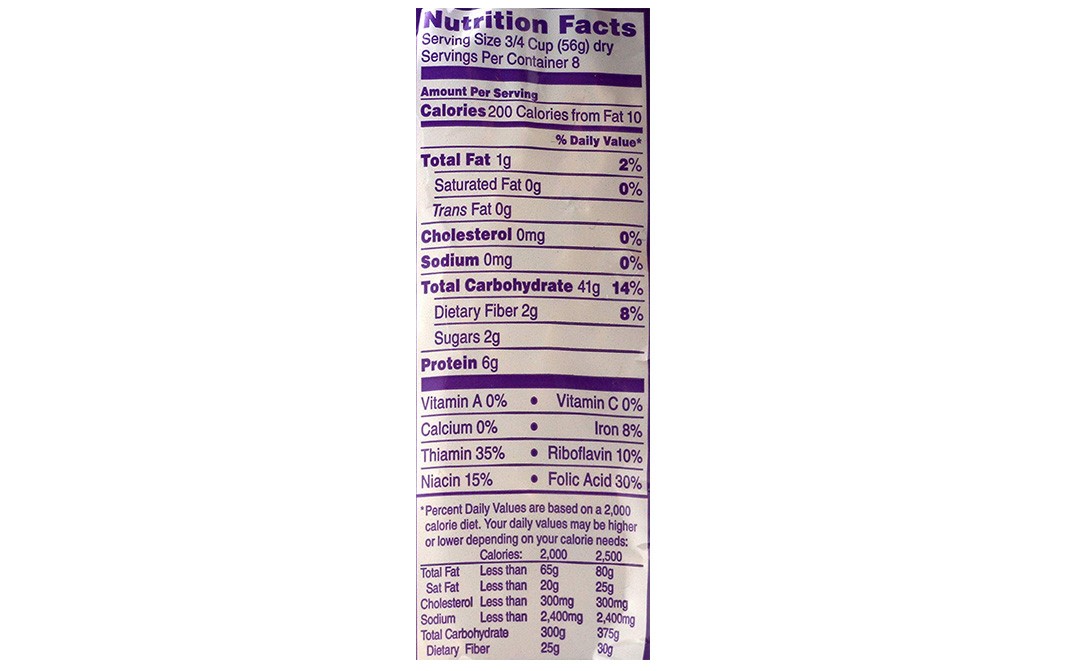 Nutrition Facts
Serving Size 3/4 Cup (56g) dry
Servings Per Container 8
Amount Per Serving
Calories 200 Calories from Fat 10
% Daily Value*
Total Fat 1g 2%
Saturated Fat 0g 0%
Trans Fat 0g
Cholesterol 0mg 0%
Sodium 0mg 0%
Total Carbohydrate 41g 14%
Dietary Fiber 2g 8%
Sugars 2g
Protein 6g
Vitamin A 0% • Vitamin C 0%
Calcium 0% • Iron 8%
Thiamin 35% • Riboflavin 10%
Niacin 15% • Folic Acid 30%
*Percent Daily Values are based on a 2,000
calorie diet. Your daily values may be higher
or lower depending on your calorie needs:
Calories: 2,000 2,500
Total Fat Less than 65g 80g
Sat Fat Less than 20g 25g
Cholesterol Less than 300mg 300mg
Sodium Less than 2,400mg 2,400mg
Total Carbohydrate 300g 375g
Dietary Fiber 25g 30g